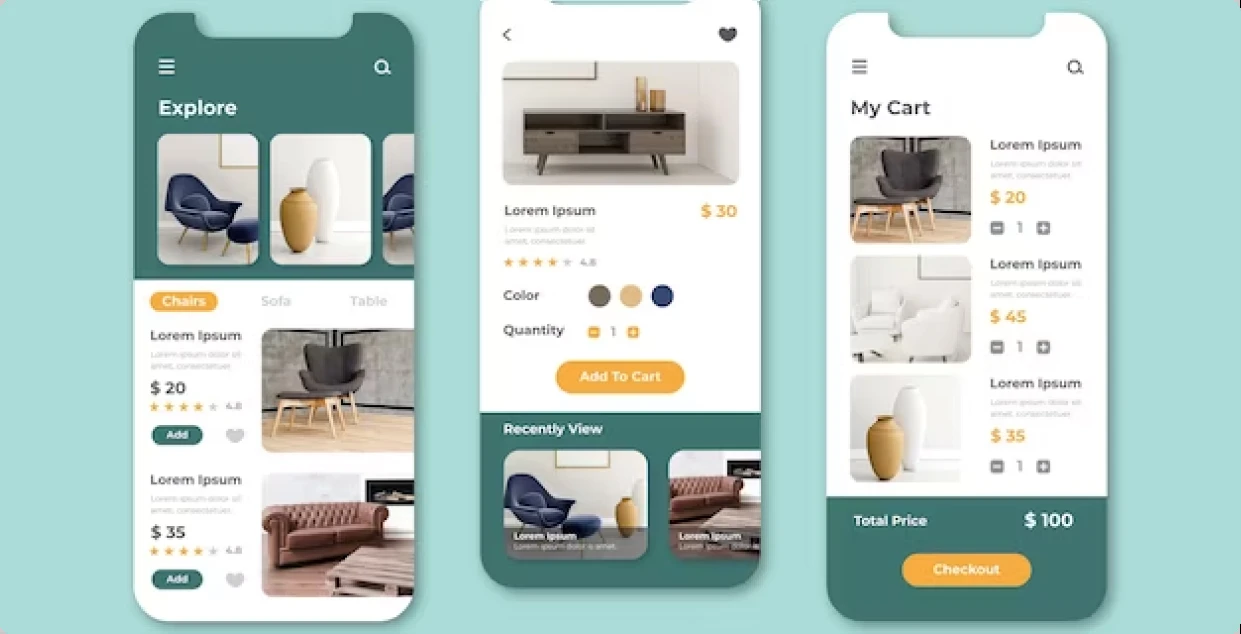 Explore
Chairs
Sofa
Table
Lorem Ipsum
Lorem ipsum dolor sit
amet, consectetuer
$ 20
4.8
Add
Lorem Ipsum
Lorem ipsum dolor sit
amet, consectetuer
$ 35
4.8
Add
Lorem Ipsum
$ 30
Lorem ipsum dolor sit
amet, consectetuer
4.8
Color
Quantity
1
Add To Cart
Recently View
Lorem Ipsum
Lorem ipsum dolor is amet,
Lorem Ipsum
Lorem ipsum dolor
My Cart
Lorem Ipsum
Lorem ipsum dolor sit
amet, consectetuer
$ 20
1
Lorem Ipsum
Lorem ipsum dolor sit
amet, consectetuer
$ 45
1
Lorem Ipsum
Lorem ipsum dolor sit
amet, consectetuer
$ 35
1
Total Price
$ 100
Checkout